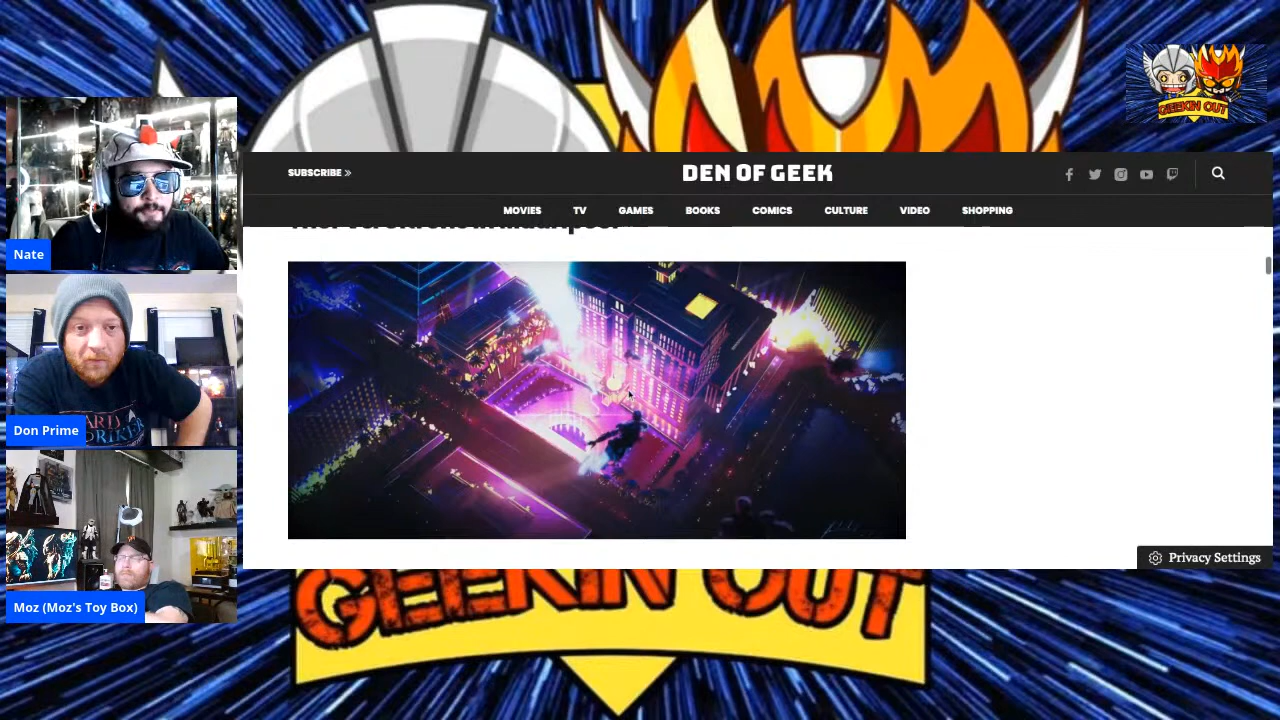 GEEKIN OUT
SUBSCRIBE »
DEN OF GEEK
MOVIES TV GAMES BOOKS COMICS CULTURE VIDEO SHOPPING
Nate
Don Prime
Moz (Moz's Toy Box)
Privacy Settings
GEEKIN OUT